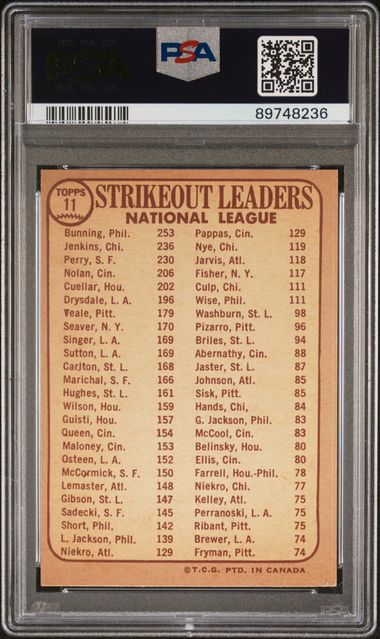 PSA
PSA
89748236
TOPPS
11
STRIKEOUT LEADERS
NATIONAL LEAGUE
Bunning, Phil. 253 Pappas, Cin. 129
Jenkins, Chi. 236 Nye, Chi. 119
Perry, S. F. 230 Jarvis, Atl. 118
Nolan, Cin. 206 Fisher, N. Y. 117
Cuellar, Hou. 202 Culp, Chi. 111
Drysdale, L. A. 196 Wise, Phil. 111
Veale, Pitt. 179 Washburn, St. L. 98
Seaver, N. Y. 170 Pizarro, Pitt. 96
Singer, L. A. 169 Briles, St. L. 94
Sutton, L. A. 169 Abernathy, Cin. 88
Carlton, St. L. 168 Jaster, St. L. 87
Marichal, S. F. 166 Johnson, Atl. 85
Hughes, St. L. 161 Sisk, Pitt. 85
Wilson, Hou. 159 Hands, Chi. 84
Guisti, Hou. 157 G. Jackson, Phil. 83
Queen, Cin. 154 McCool, Cin. 83
Maloney, Cin. 153 Belinsky, Hou. 80
Osteen, L. A. 152 Ellis, Cin. 80
McCormick, S. F. 150 Farrell, Hou.-Phil. 78
Lemaster, Atl. 148 Niekro, Chi. 77
Gibson, St. L. 147 Kelley, Atl. 75
Sadecki, S. F. 145 Perranoski, L. A. 75
Short, Phil. 142 Ribant, Pitt. 75
L. Jackson, Phil. 139 Brewer, L. A. 74
Niekro, Atl. 129 Fryman, Pitt. 74
©T.C.G. PTD. IN CANADA